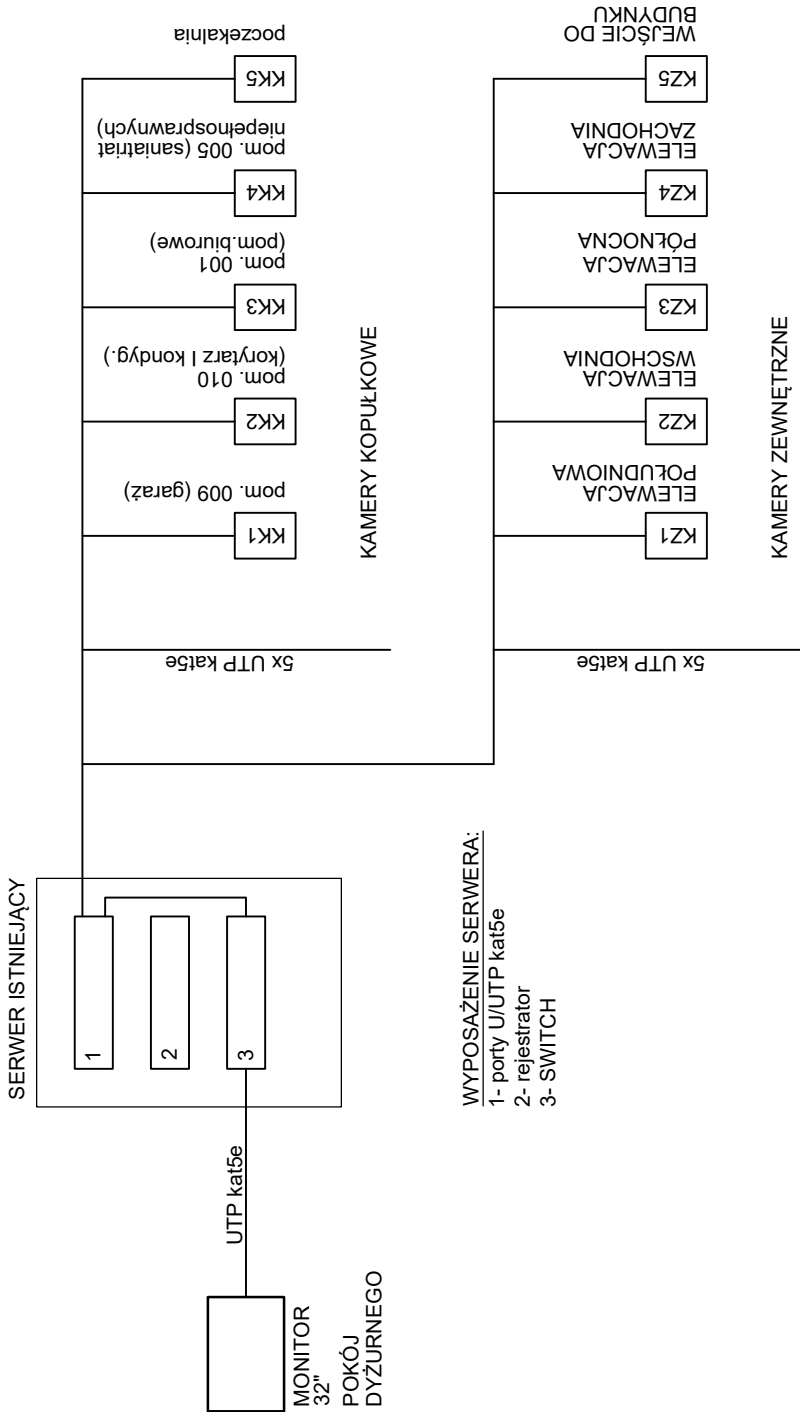 SERWER ISTNIEJĄCY
1
2
3
UTP kat5e
MONITOR
32"
POKÓJ
DYŻURNEGO
WYPOSAŻENIE SERWERA:
1- porty U/UTP kat5e
2- rejestrator
3- SWITCH
5x UTP kat5e
KK1
pom. 009 (garaż)
KK2
pom. 010
(korytarz I kondyg.)
KK3
pom. 001
(pom.biurowe)
KK4
pom. 005 (saniatriat
niepełnosprawnych)
KK5
poczekalnia
KAMERY KOPUŁKOWE
5x UTP kat5e
KZ1
ELEWACJA
POŁUDNIOWA
KZ2
ELEWACJA
WSCHODNIA
KZ3
ELEWACJA
PÓŁNOCNA
KZ4
ELEWACJA
ZACHODNIA
KZ5
WEJŚCIE DO
BUDYNKU
KAMERY ZEWNĘTRZNE